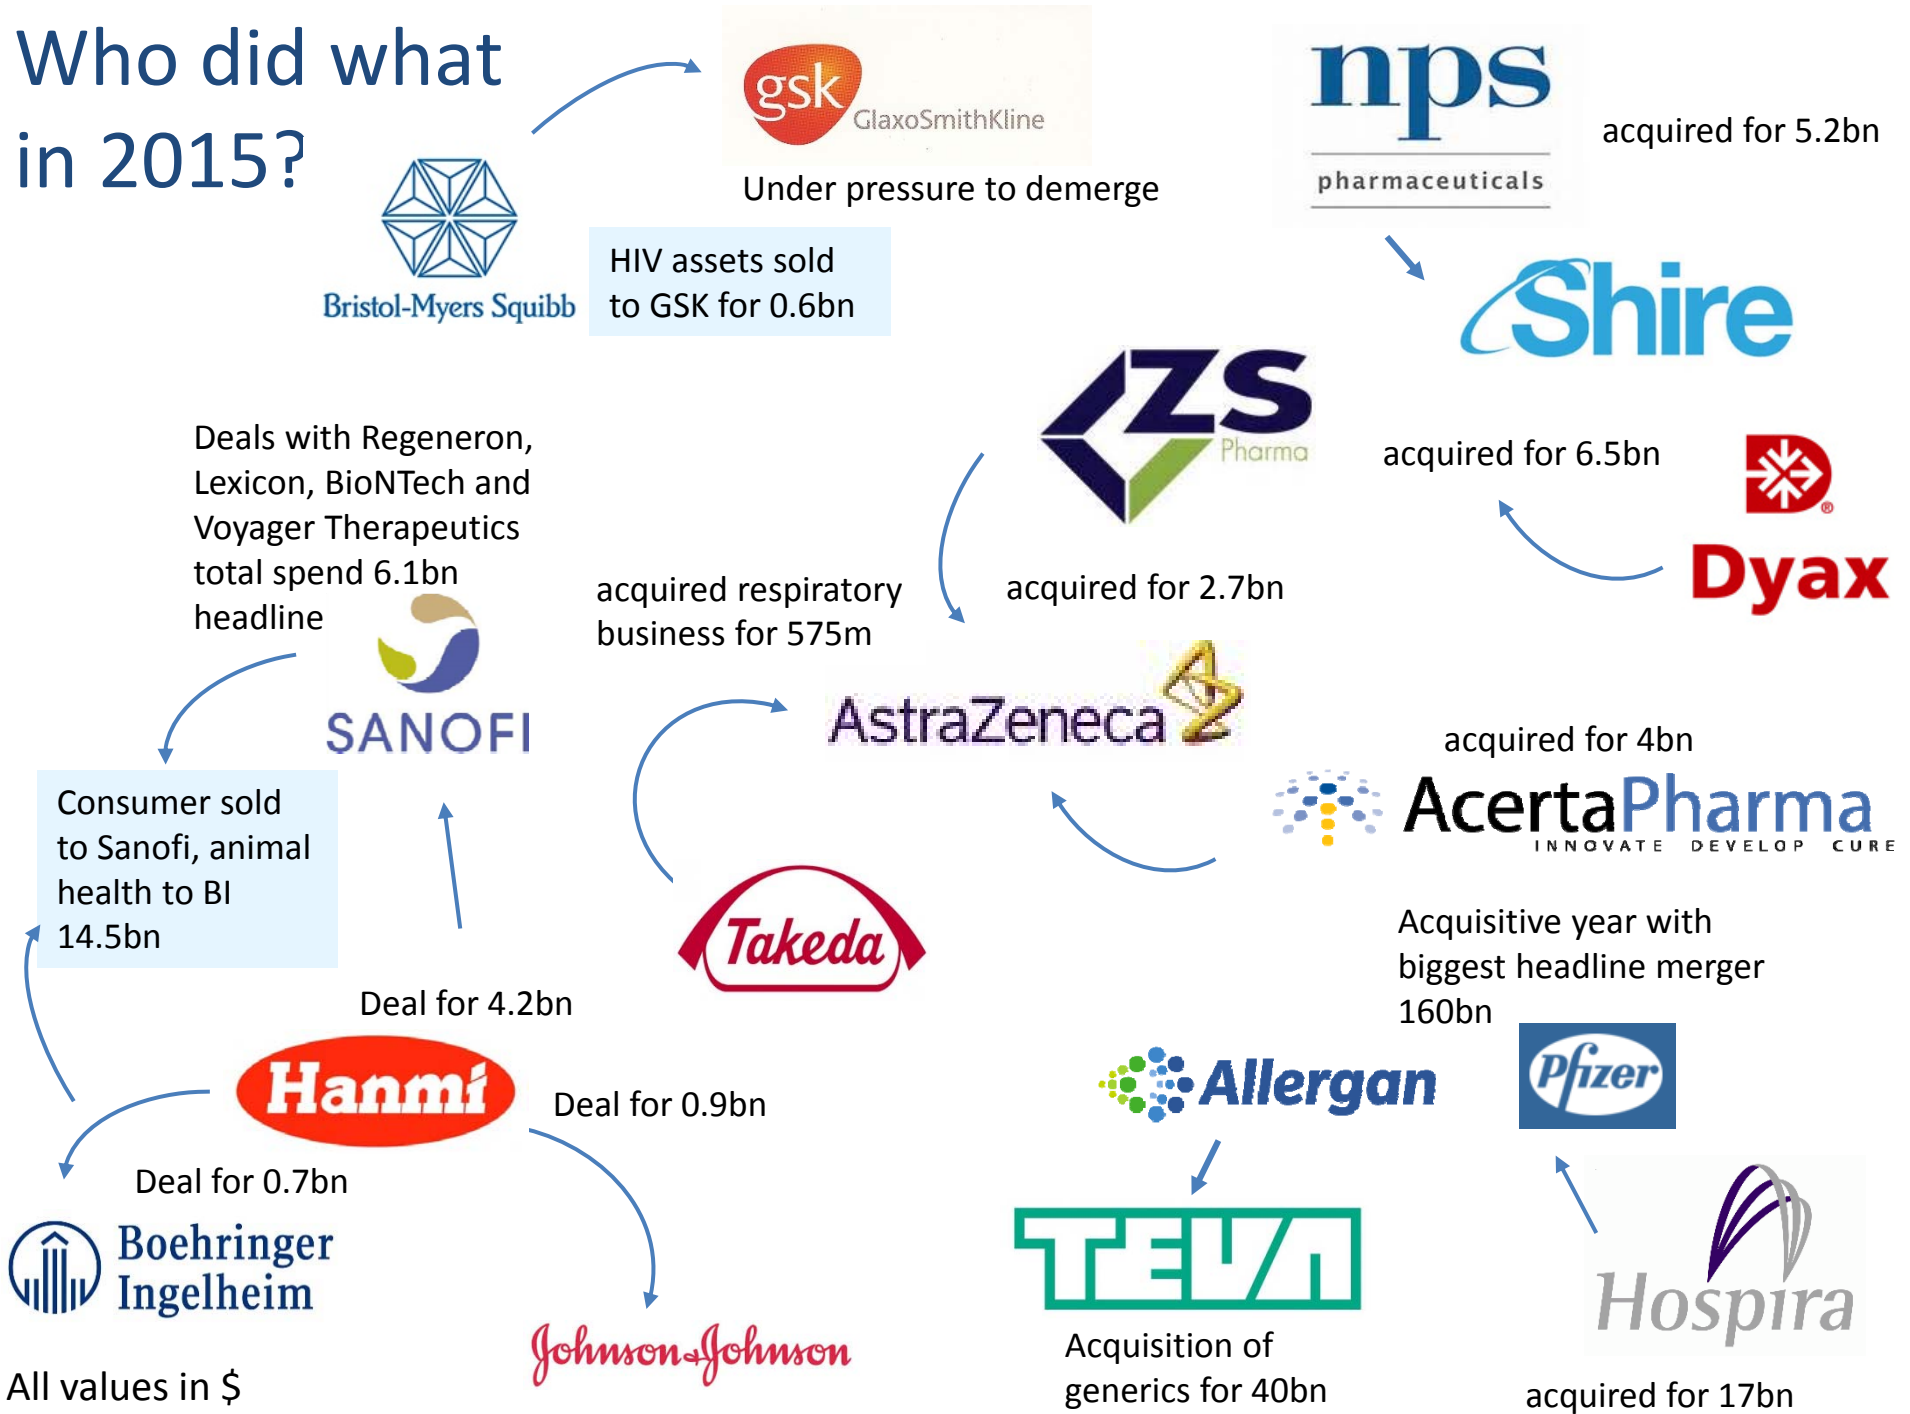 Who did what
in 2015?
gsk
GlaxoSmithKline
Under pressure to demerge
nps
pharmaceuticals
acquired for 5.2bn
Bristol-Myers Squibb
HIV assets sold
to GSK for 0.6bn
Shire
ZS
Pharma
acquired for 2.7bn
acquired for 6.5bn
Dyax
Deals with Regeneron,
Lexicon, BioNTech and
Voyager Therapeutics
total spend 6.1bn
headline
SANOFI
acquired respiratory
business for 575m
AstraZeneca
acquired for 4bn
AcertaPharma
INNOVATE DEVELOP CURE
Consumer sold
to Sanofi, animal
health to BI
14.5bn
Takeda
Acquisitive year with
biggest headline merger
160bn
Deal for 4.2bn
Hanmi
Deal for 0.9bn
Allergan
Pfizer
Deal for 0.7bn
Boehringer
Ingelheim
Johnson & Johnson
TEVA
Acquisition of
generics for 40bn
Hospira
acquired for 17bn
All values in $